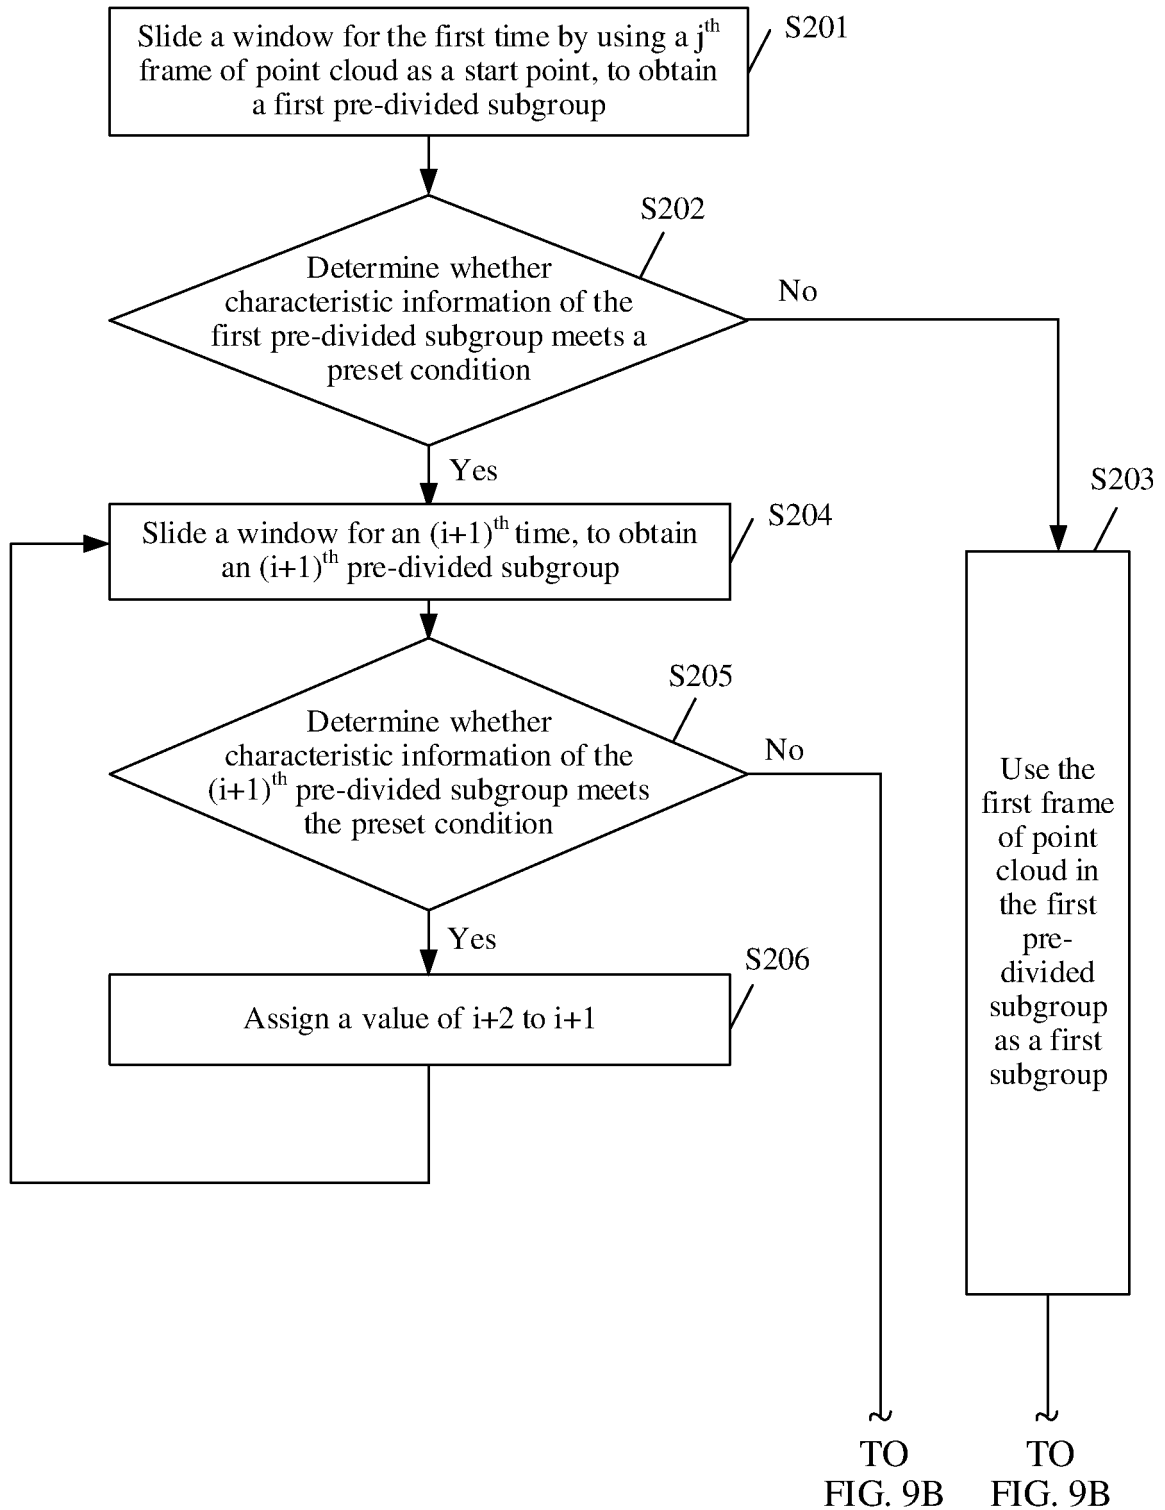 Slide a window for the first time by using a jth
frame of point cloud as a start point, to obtain
a first pre-divided subgroup
S201
S202
Determine whether
characteristic information of the
first pre-divided subgroup meets a
preset condition
No
Yes
S203
S204
Slide a window for an (i+1)th time, to obtain
an (i+1)th pre-divided subgroup
S205
Determine whether
characteristic information of the
(i+1)th pre-divided subgroup meets
the preset condition
No
Yes
S206
Assign a value of i+2 to i+1
Use the
first frame
of point
cloud in
the first
pre-
divided
subgroup
as a first
subgroup
TO
FIG. 9B
TO
FIG. 9B